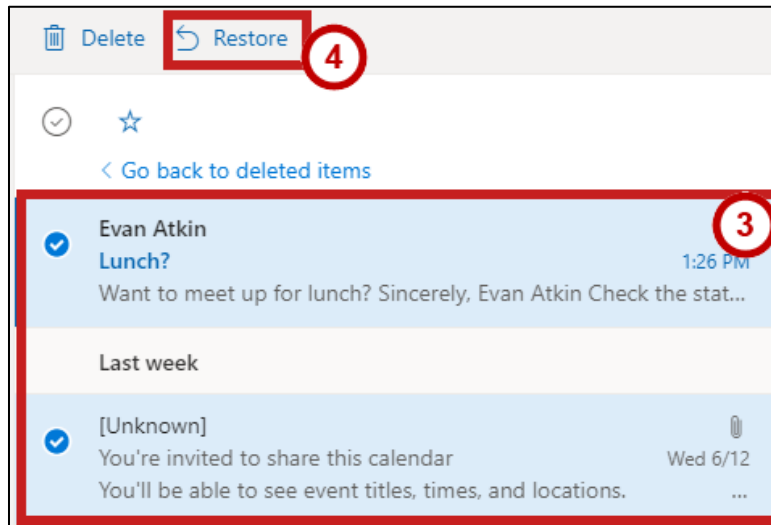 Delete Restore
4
< Go back to deleted items
3
Evan Atkin
Lunch? 1:26 PM
Want to meet up for lunch? Sincerely, Evan Atkin Check the stat...
Last week
[Unknown]
You're invited to share this calendar Wed 6/12
You'll be able to see event titles, times, and locations. ...